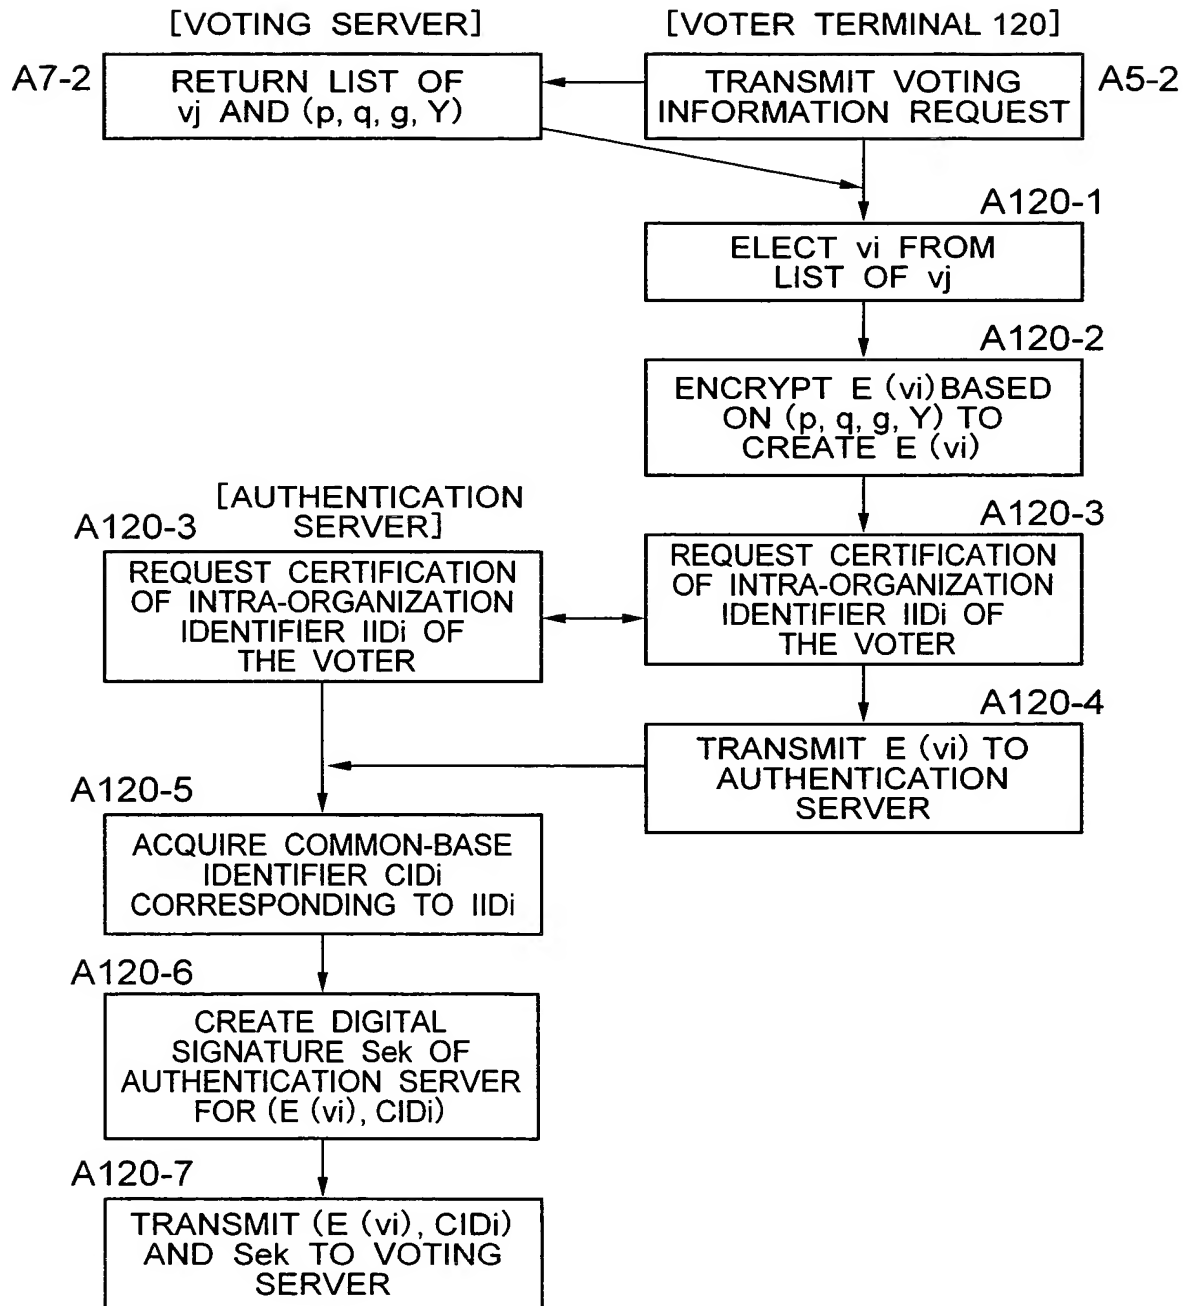 [VOTING SERVER]
[VOTER TERMINAL 120]
A7-2
RETURN LIST OF
vj AND (p, q, g, Y)
TRANSMIT VOTING
INFORMATION REQUEST
A5-2
A120-1
ELECT vi FROM
LIST OF vj
A120-2
ENCRYPT E (vi) BASED
ON (p, q, g, Y) TO
CREATE E (vi)
[AUTHENTICATION
SERVER]
A120-3
REQUEST CERTIFICATION
OF INTRA-ORGANIZATION
IDENTIFIER IIDi OF
THE VOTER
A120-3
REQUEST CERTIFICATION
OF INTRA-ORGANIZATION
IDENTIFIER IIDi OF
THE VOTER
A120-4
TRANSMIT E (vi) TO
AUTHENTICATION
SERVER
A120-5
ACQUIRE COMMON-BASE
IDENTIFIER CIDi
CORRESPONDING TO IIDi
A120-6
CREATE DIGITAL
SIGNATURE Sek OF
AUTHENTICATION SERVER
FOR (E (vi), CIDi)
A120-7
TRANSMIT (E (vi), CIDi)
AND Sek TO VOTING
SERVER